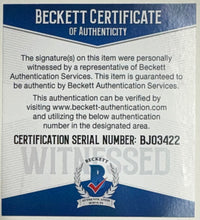 BECKETT CERTIFICATE
OF AUTHENTICITY
The signature(s) on this item were personally
witnessed by a representative of Beckett
Authentication Services. This item is guaranteed to
be authentic by Beckett Authentication Services.
This authentication can be verified by
visiting www.beckett-authentication.com
and utilizing the below authentication
number in the designated area.
CERTIFICATION SERIAL NUMBER: BJ03422
WITNESSED
BECKETT
B
AUTHENTICATION
SERVICES